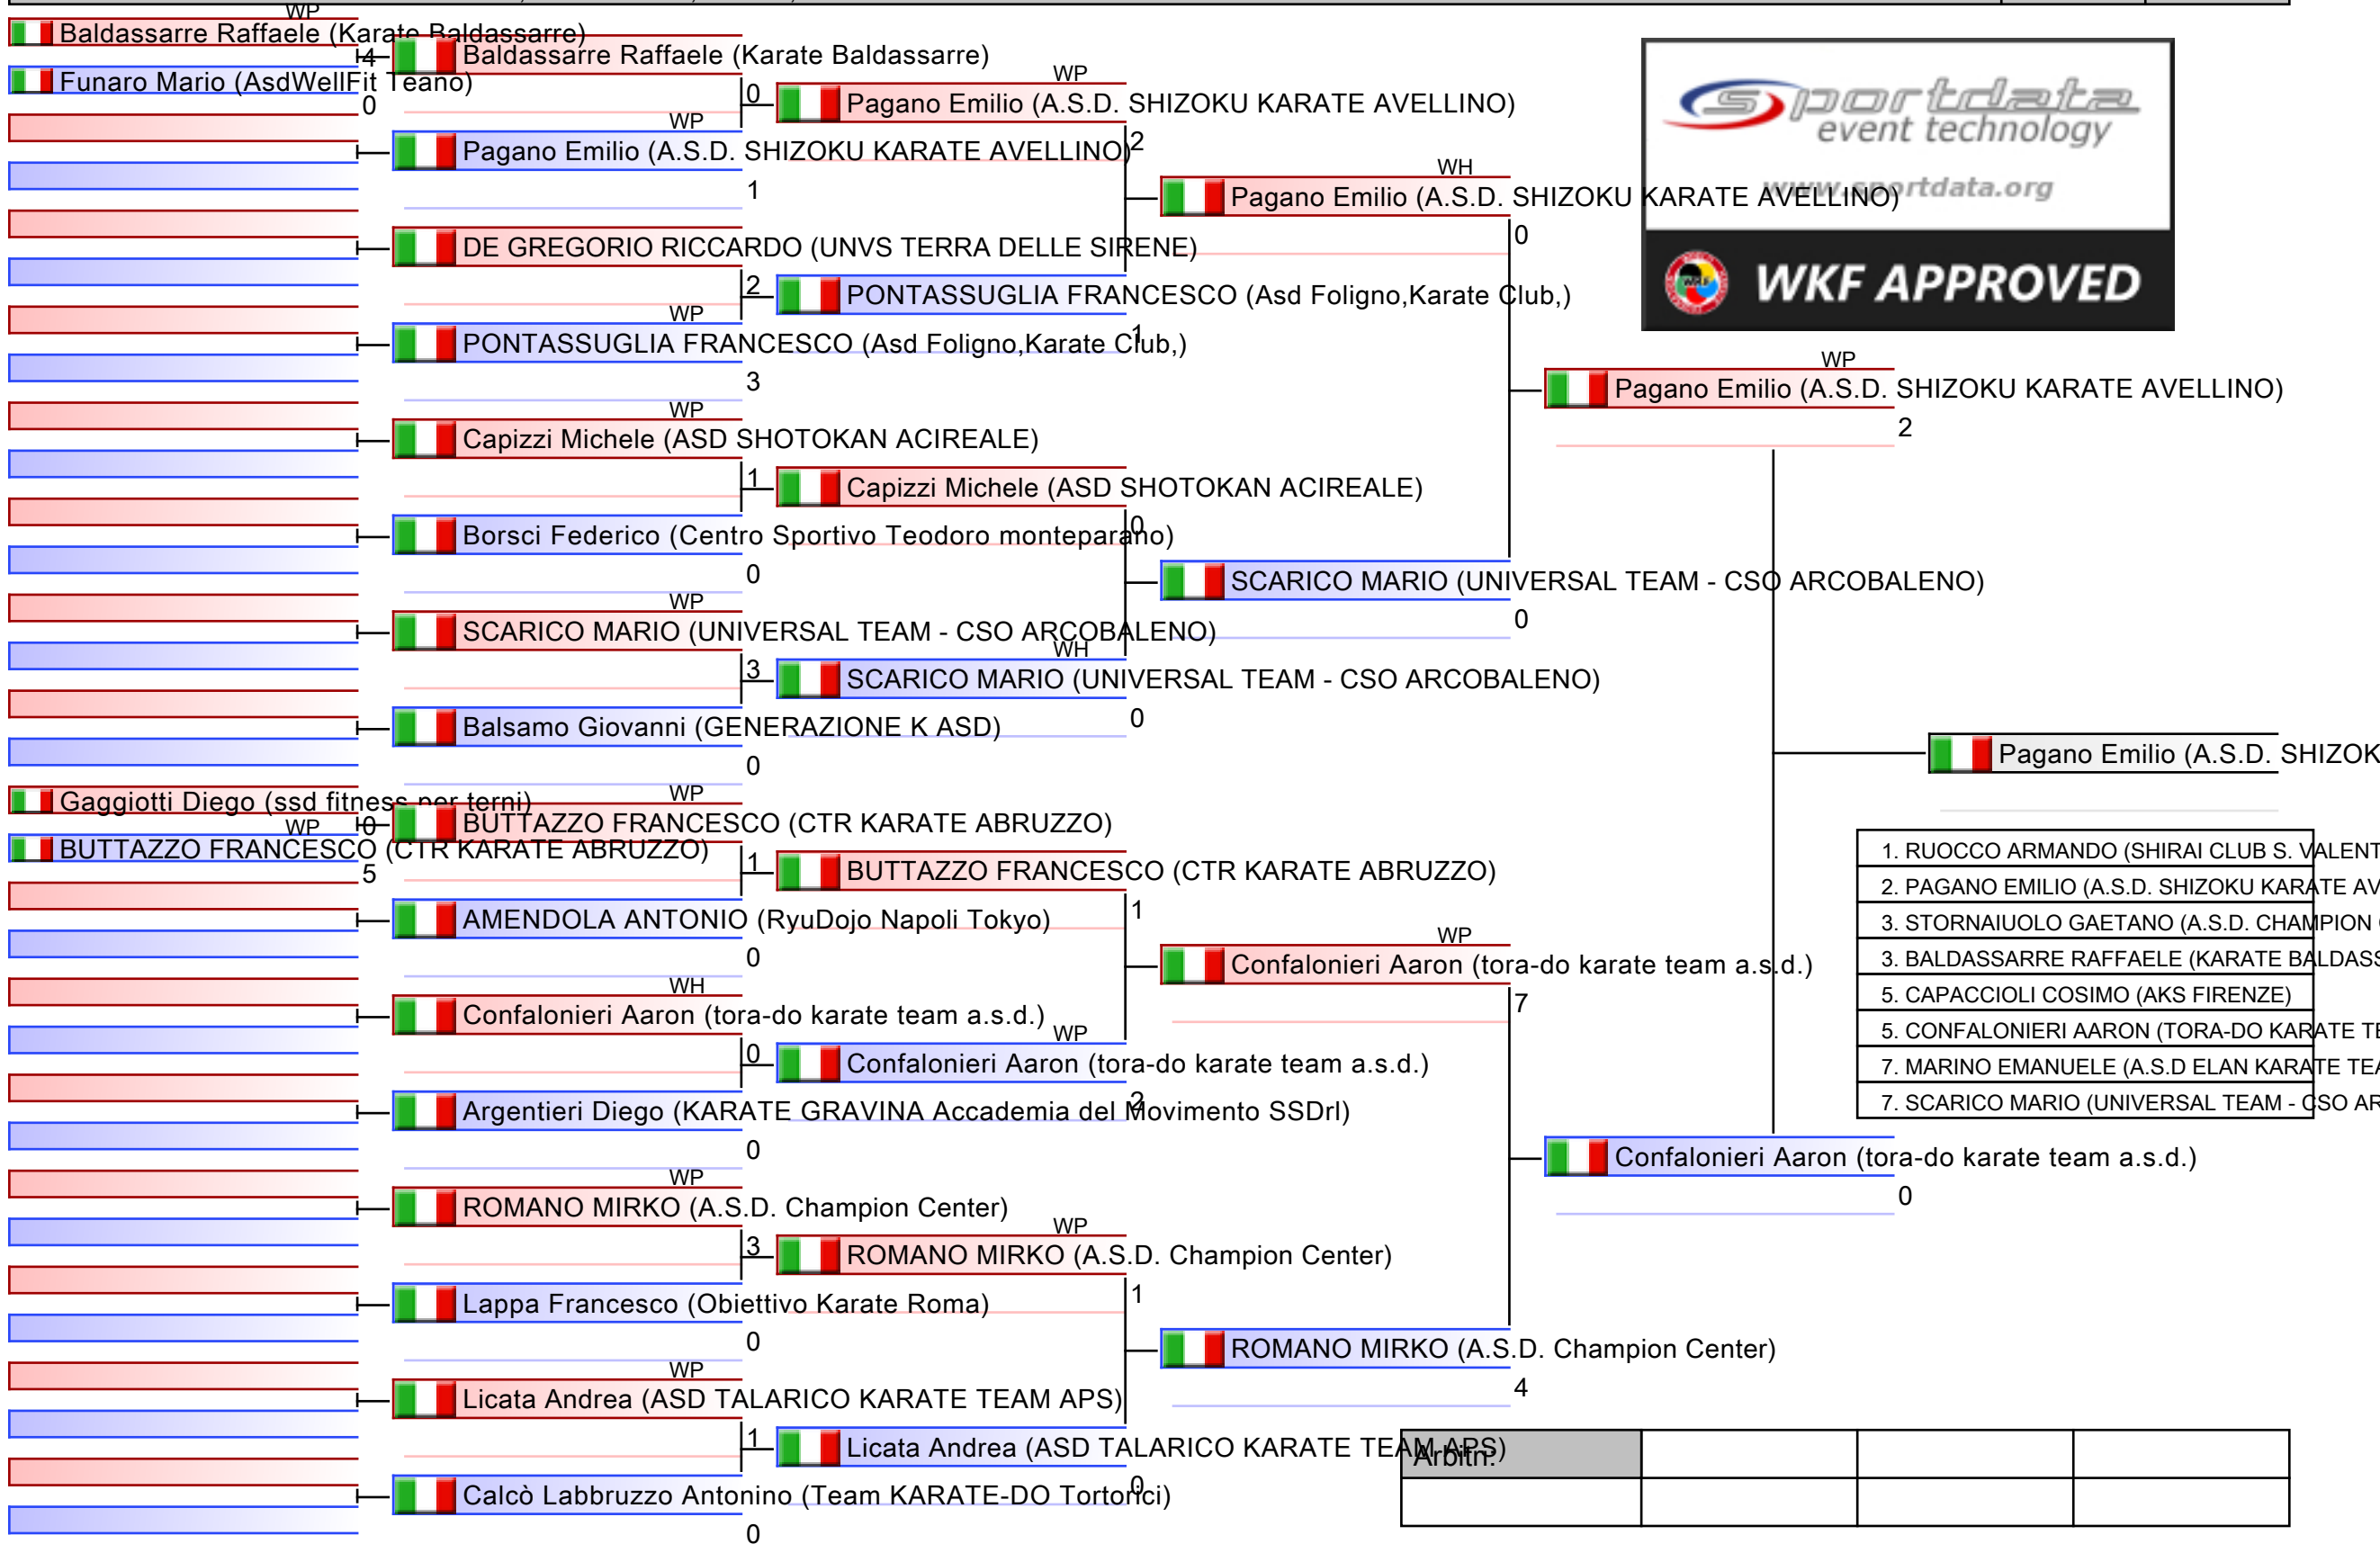 WP
Baldassarre Raffaele (Karate Baldassarre)
4
Funaro Mario (AsdWellFit Teano)
0
Gaggiotti Diego (ssd fitness per terni)
0
WP
BUTTAZZO FRANCESCO (CTR KARATE ABRUZZO)
5
Baldassarre Raffaele (Karate Baldassarre)
0
WP
Pagano Emilio (A.S.D. SHIZOKU KARATE AVELLINO)
1
DE GREGORIO RICCARDO (UNVS TERRA DELLE SIRENE)
2
WP
PONTASSUGLIA FRANCESCO (Asd Foligno,Karate Club,)
3
WP
Capizzi Michele (ASD SHOTOKAN ACIREALE)
1
Borsci Federico (Centro Sportivo Teodoro monteparano)
0
WP
SCARICO MARIO (UNIVERSAL TEAM - CSO ARCOBALENO)
3
Balsamo Giovanni (GENERAZIONE K ASD)
0
WP
BUTTAZZO FRANCESCO (CTR KARATE ABRUZZO)
1
AMENDOLA ANTONIO (RyuDojo Napoli Tokyo)
0
WH
Confalonieri Aaron (tora-do karate team a.s.d.)
0
Argentieri Diego (KARATE GRAVINA Accademia del Movimento SSDrl)
0
WP
ROMANO MIRKO (A.S.D. Champion Center)
3
Lappa Francesco (Obiettivo Karate Roma)
0
WP
Licata Andrea (ASD TALARICO KARATE TEAM APS)
1
Calcò Labbruzzo Antonino (Team KARATE-DO Tortorici)
0
WP
Pagano Emilio (A.S.D. SHIZOKU KARATE AVELLINO)
2
PONTASSUGLIA FRANCESCO (Asd Foligno,Karate Club,)
1
Capizzi Michele (ASD SHOTOKAN ACIREALE)
0
WH
SCARICO MARIO (UNIVERSAL TEAM - CSO ARCOBALENO)
0
BUTTAZZO FRANCESCO (CTR KARATE ABRUZZO)
1
WP
Confalonieri Aaron (tora-do karate team a.s.d.)
2
WP
ROMANO MIRKO (A.S.D. Champion Center)
1
Licata Andrea (ASD TALARICO KARATE TEAM APS)
0
WH
Pagano Emilio (A.S.D. SHIZOKU KARATE AVELLINO)
0
SCARICO MARIO (UNIVERSAL TEAM - CSO ARCOBALENO)
0
WP
Confalonieri Aaron (tora-do karate team a.s.d.)
7
ROMANO MIRKO (A.S.D. Champion Center)
4
WP
Pagano Emilio (A.S.D. SHIZOKU KARATE AVELLINO)
2
Confalonieri Aaron (tora-do karate team a.s.d.)
0
Pagano Emilio (A.S.D. SHIZOK
sportdata
event technology
www.sportdata.org
WKF
WKF APPROVED
1. RUOCCO ARMANDO (SHIRAI CLUB S. VALENT
2. PAGANO EMILIO (A.S.D. SHIZOKU KARATE AV
3. STORNAIUOLO GAETANO (A.S.D. CHAMPION
3. BALDASSARRE RAFFAELE (KARATE BALDASS
5. CAPACCIOLI COSIMO (AKS FIRENZE)
5. CONFALONIERI AARON (TORA-DO KARATE TE
7. MARINO EMANUELE (A.S.D ELAN KARATE TEA
7. SCARICO MARIO (UNIVERSAL TEAM - CSO AR
Arbitri: